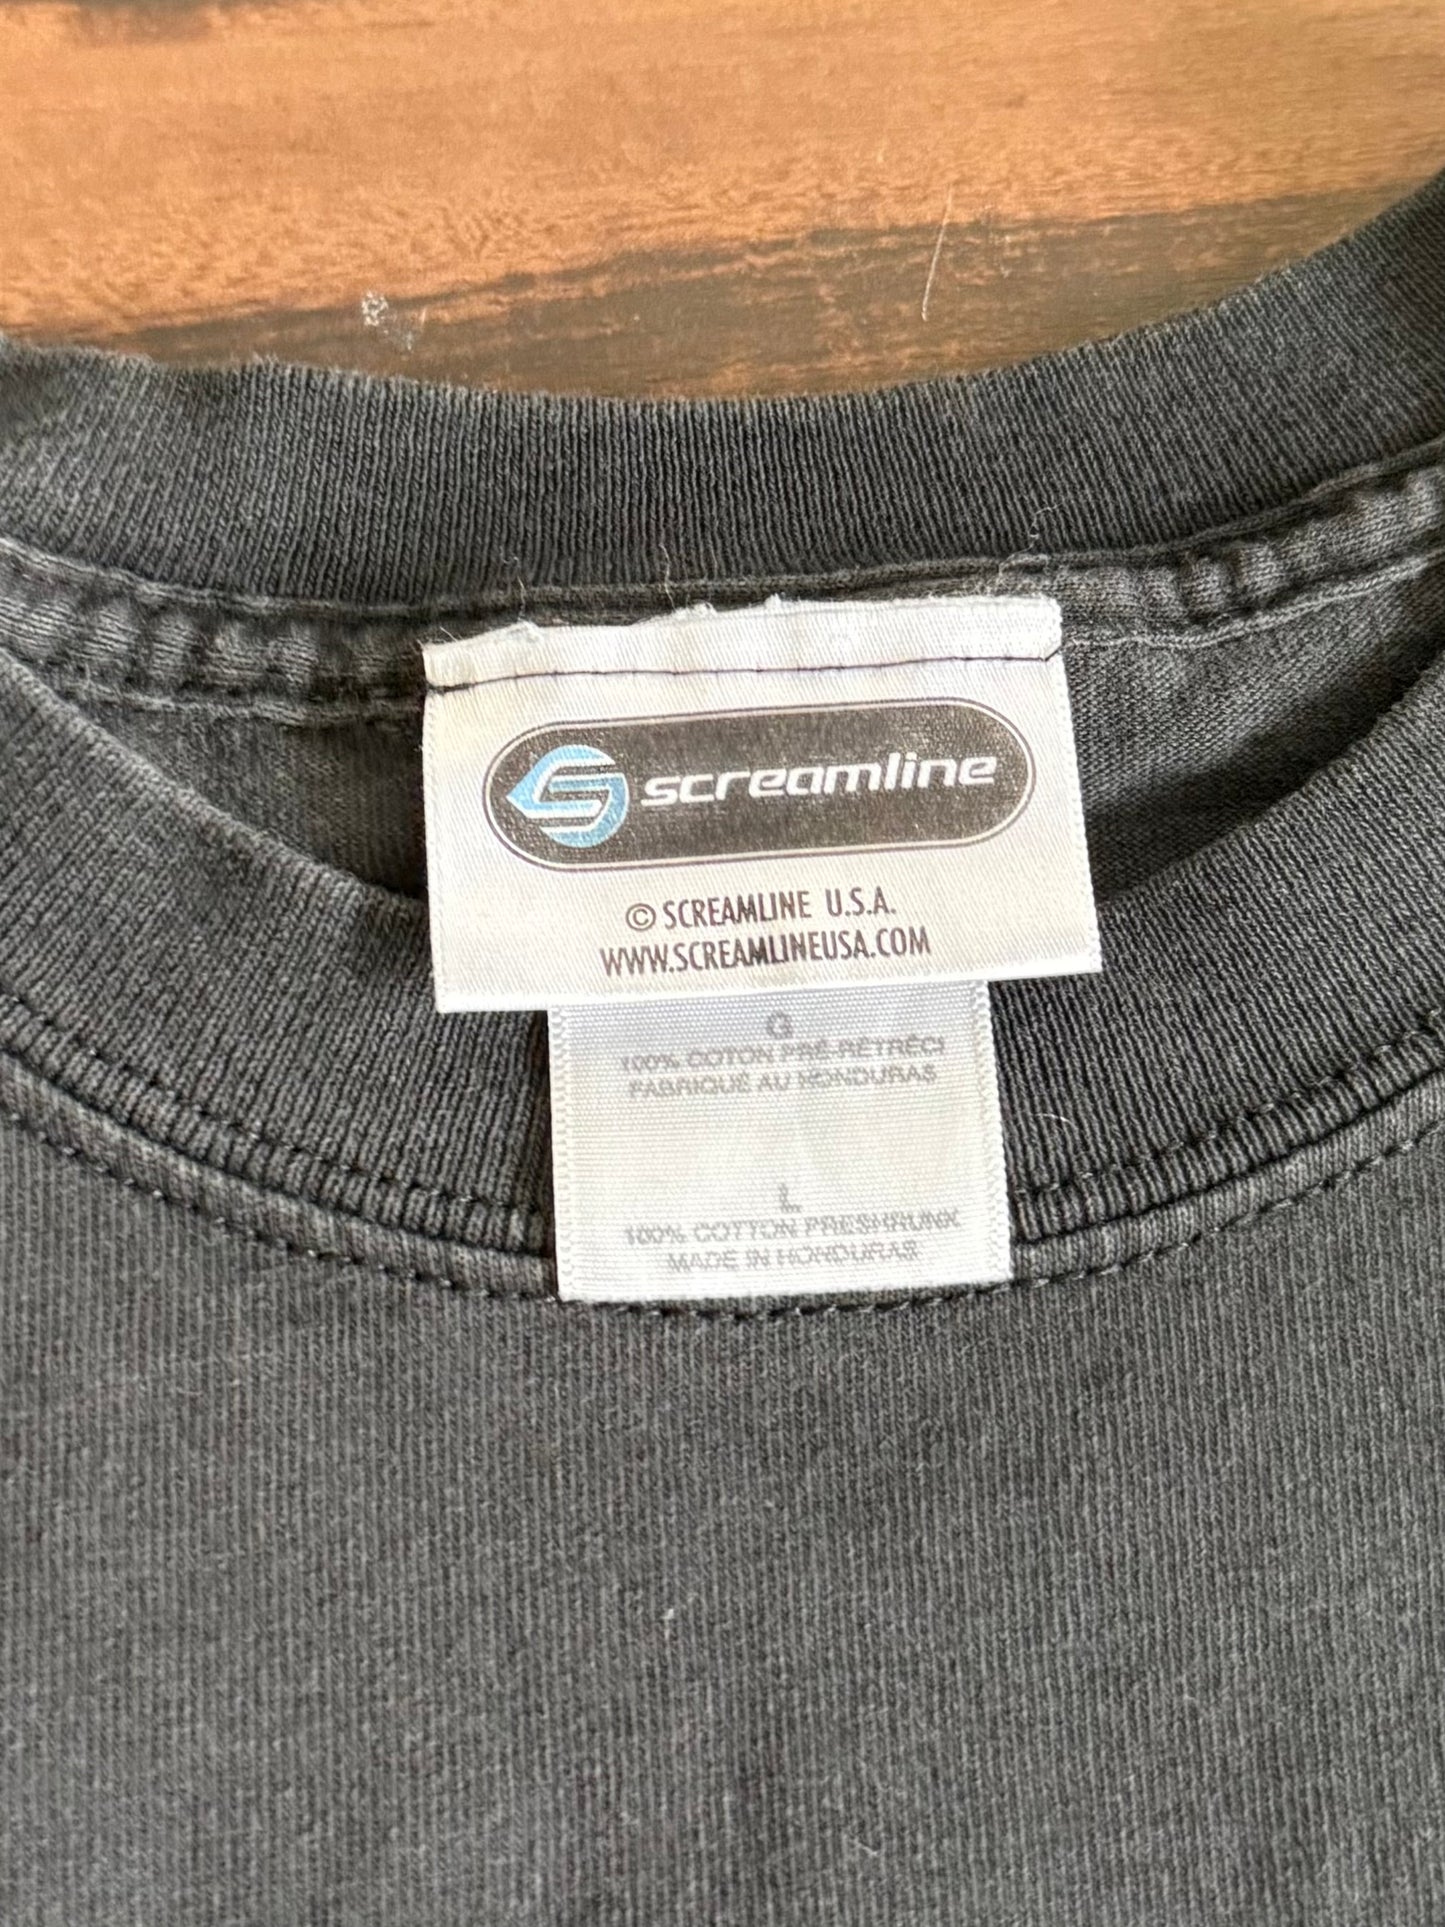 screamline
© SCREAMLINE U.S.A.
WWW.SCREAMLINEUSA.COM
G
100% COTON PRÉ-RÉTRÉCI
FABRIQUÉ AU HONDURAS
L
100% COTTON PRESHRUNK
MADE IN HONDURAS